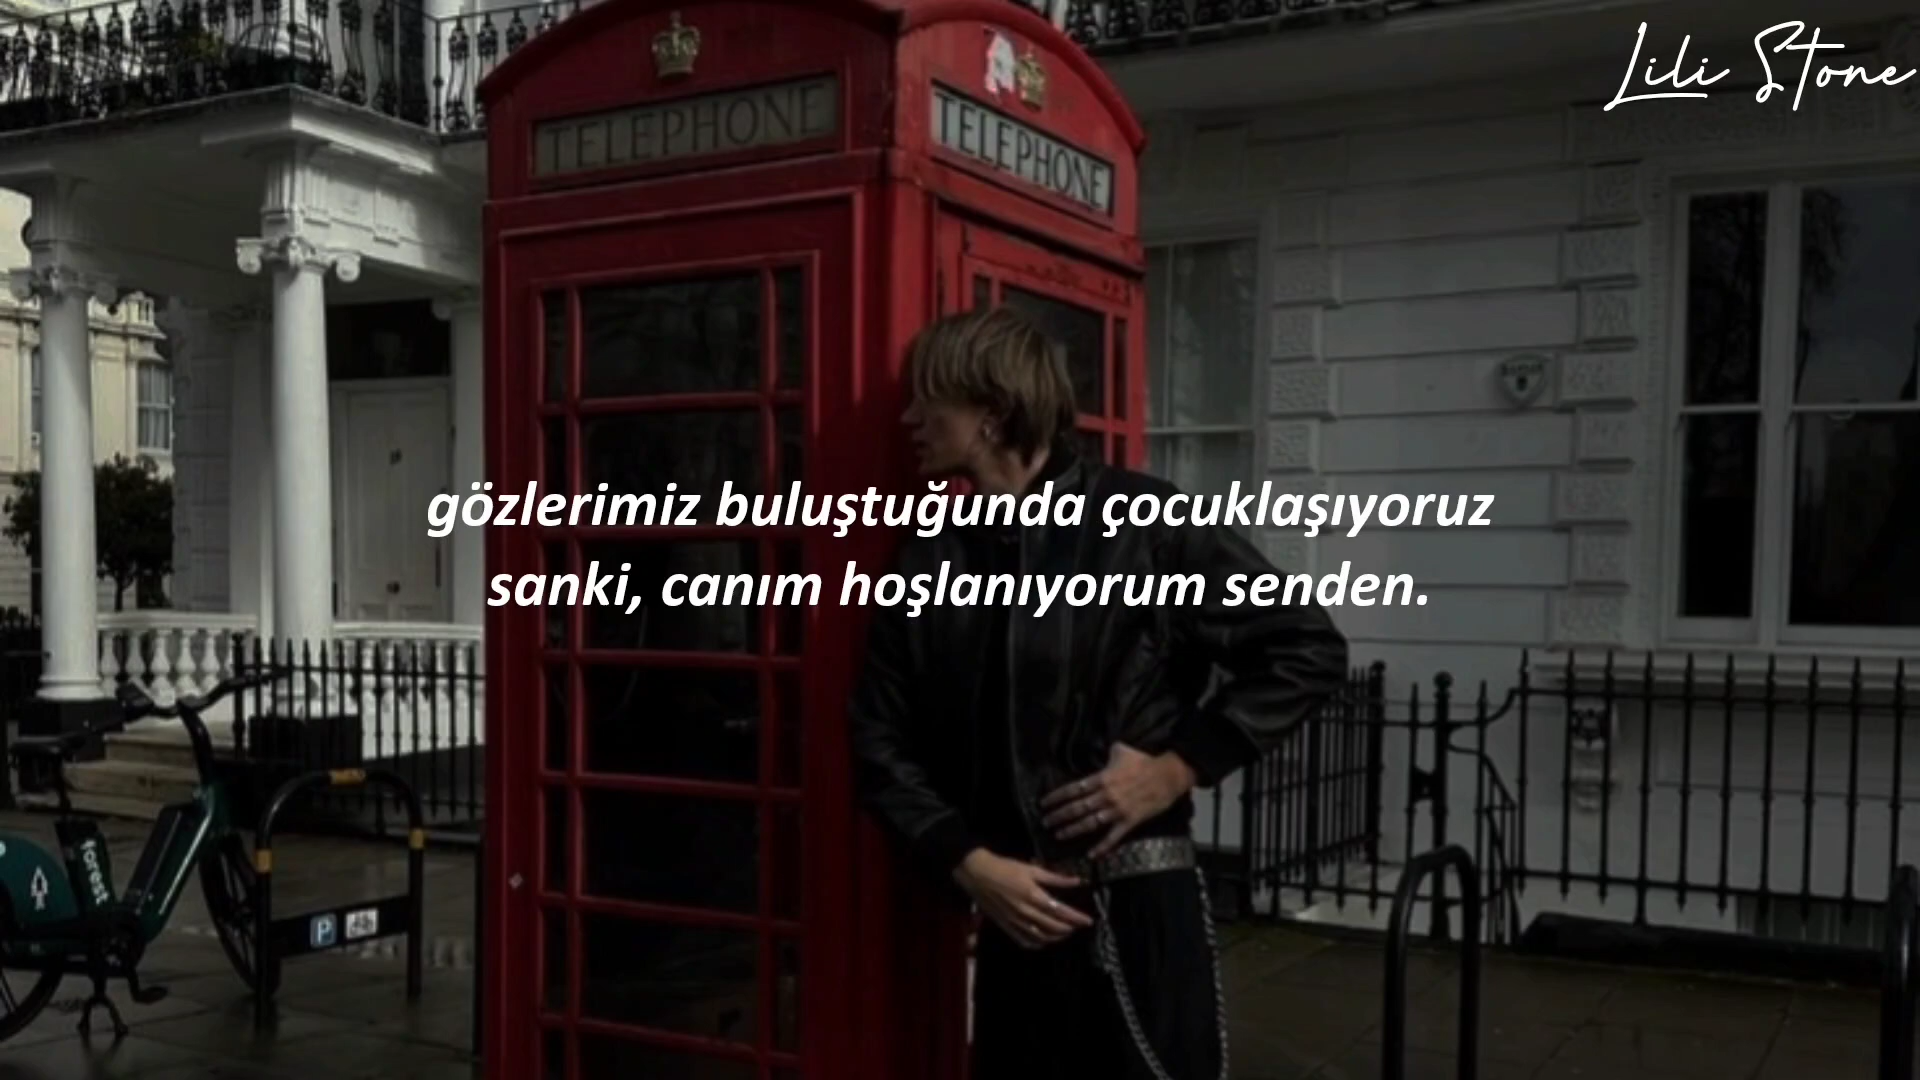 Lili Stone
TELEPHONE
TELEPHONE
gözlerimiz buluştuğunda çocuklaşıyoruz
sanki, canım hoşlanıyorum senden.
forest
P